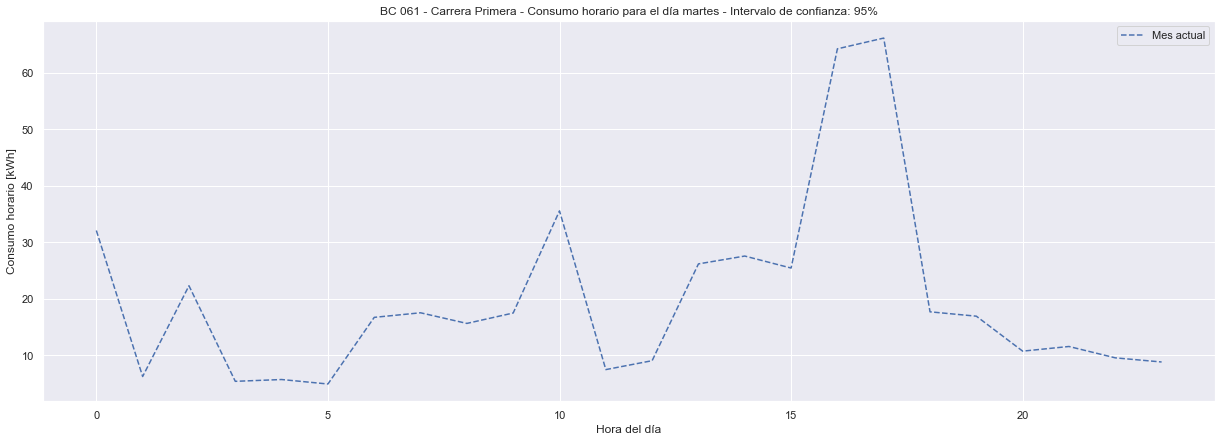 BC 061 - Carrera Primera - Consumo horario para el día martes - Intervalo de confianza: 95%
Mes actual
Consumo horario [kWh]
60
50
40
30
20
10
0 5 10 15 20
Hora del día